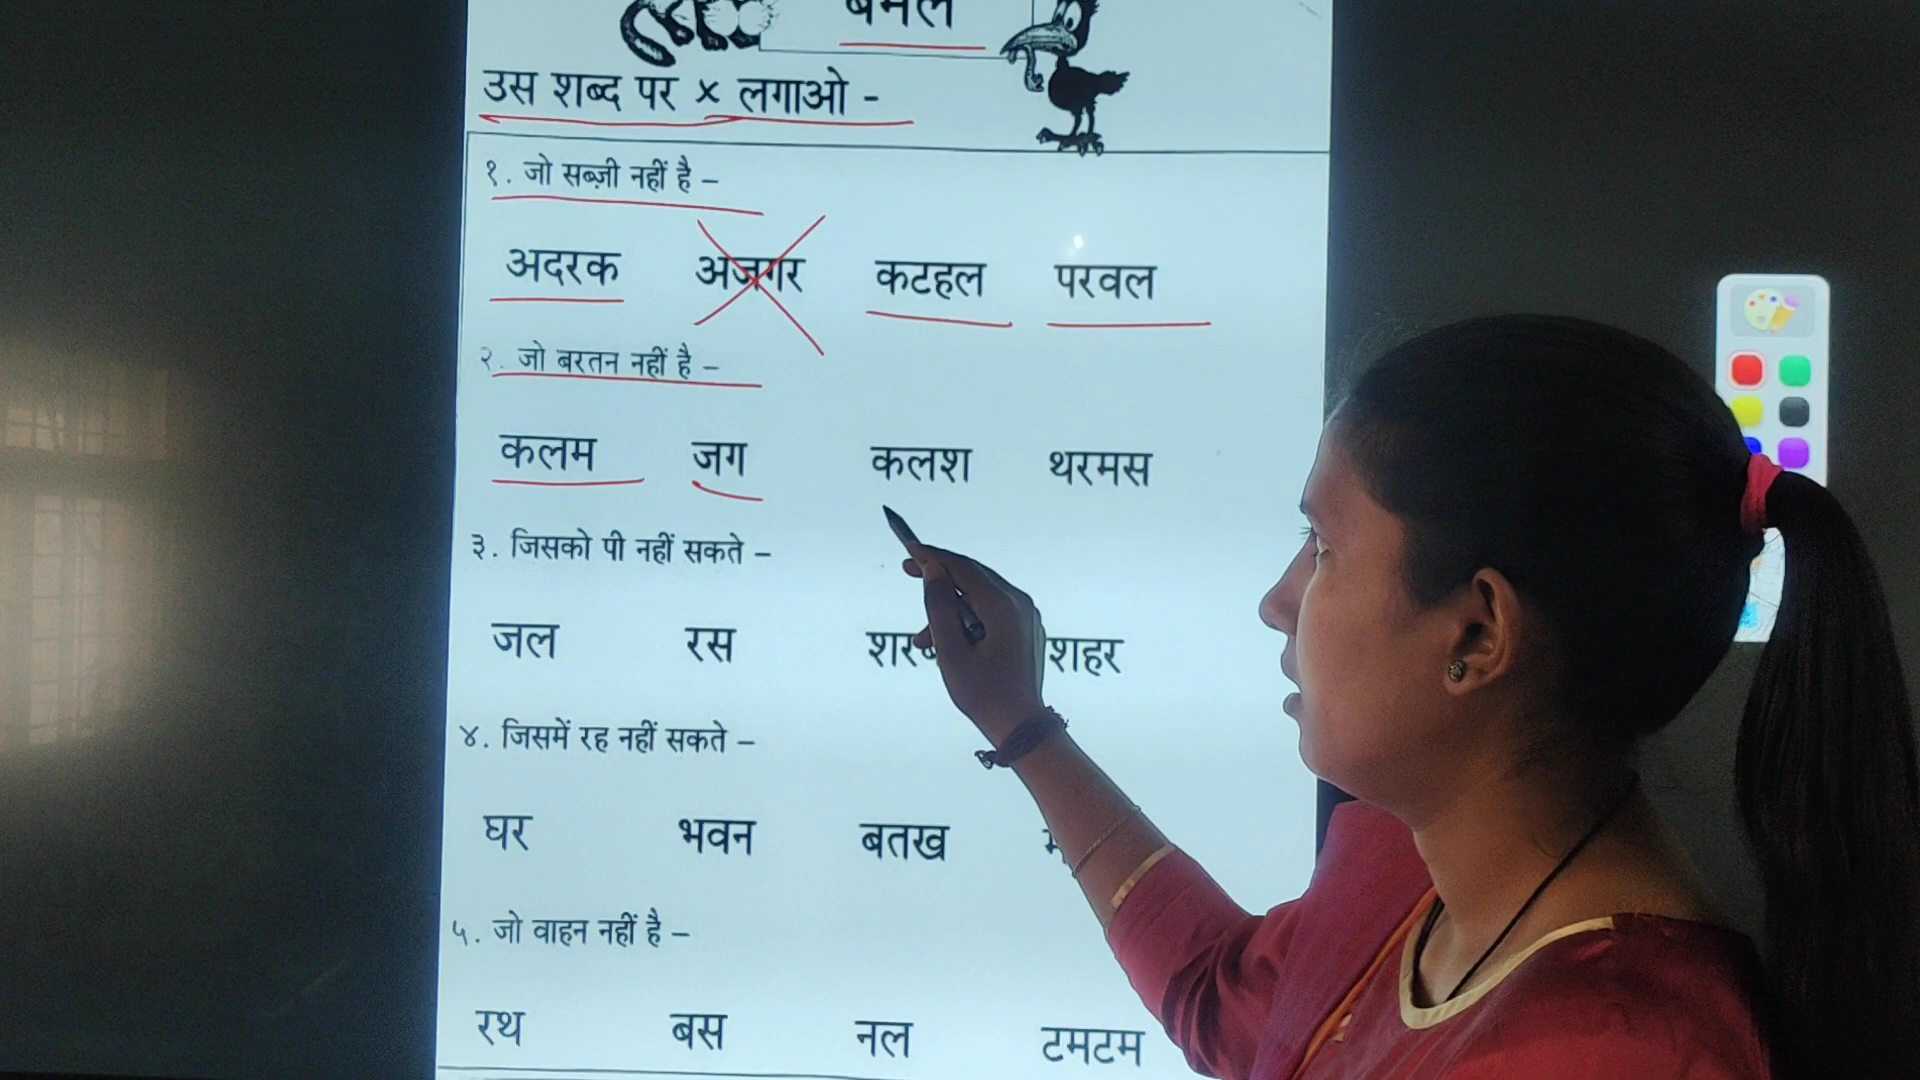 बेमेल
उस शब्द पर × लगाओ -
१. जो सब्ज़ी नहीं है –
अदरक अजगर कटहल परवल
२. जो बरतन नहीं है –
कलम जग कलश थरमस
३. जिसको पी नहीं सकते –
जल रस शहर
४. जिसमें रह नहीं सकते –
घर भवन बतख
५. जो वाहन नहीं है –
रथ बस नल टमटम